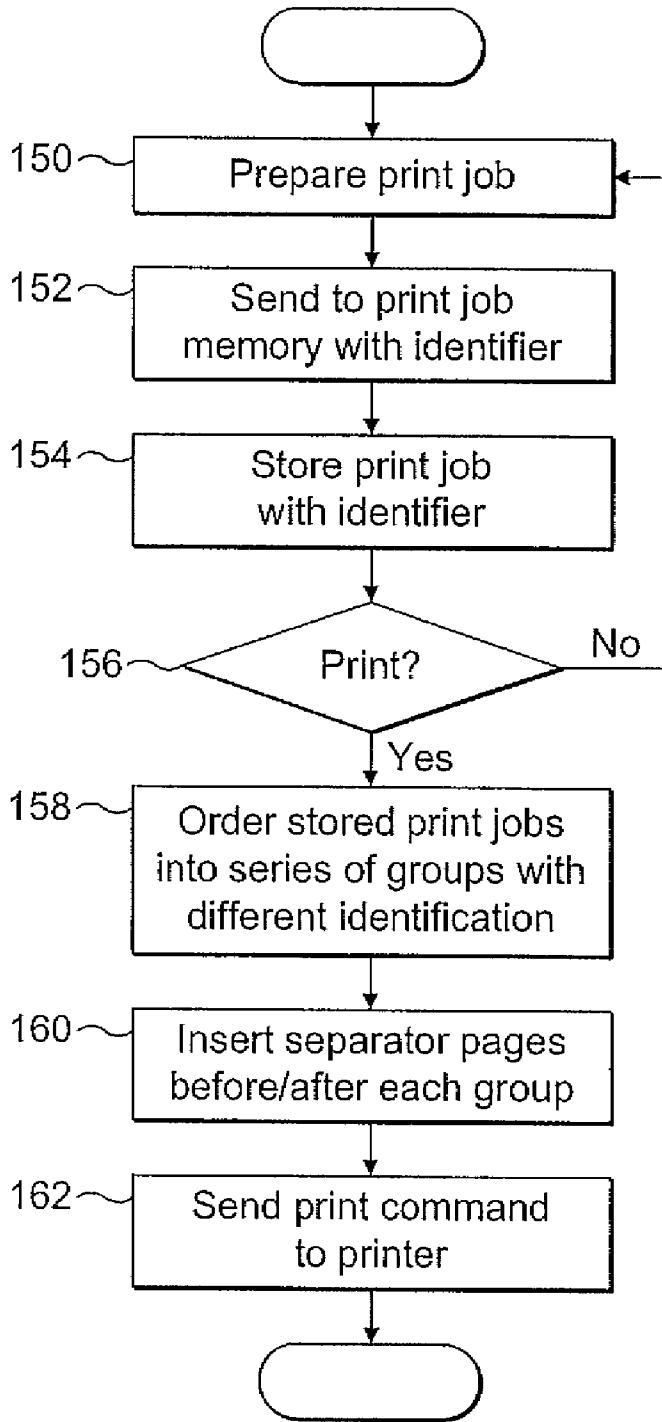 150
Prepare print job
152
Send to print job
memory with identifier
154
Store print job
with identifier
156
Print?
No
Yes
158
Order stored print jobs
into series of groups with
different identification
160
Insert separator pages
before/after each group
162
Send print command
to printer